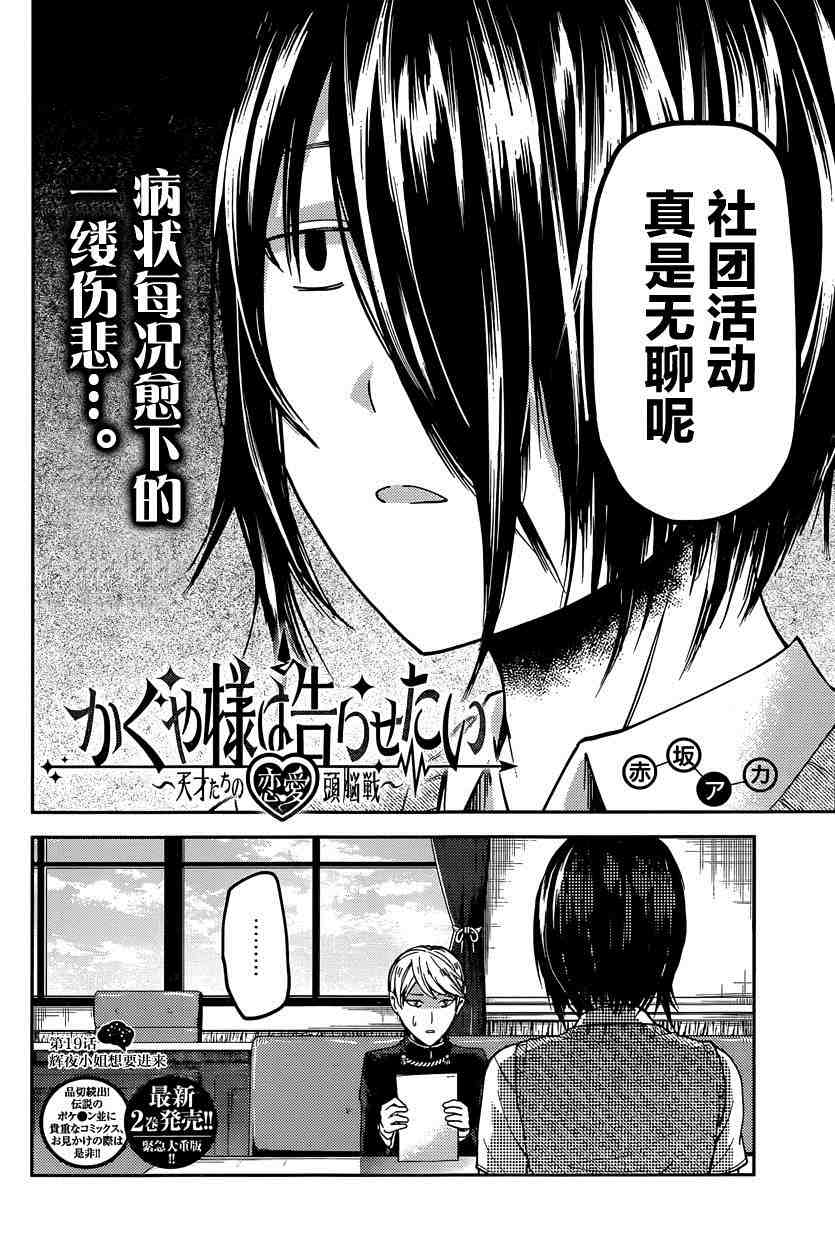 社团活动
真是无聊呢
病状每况愈下的
一缕伤悲…。
かぐや様は告らせたい
～天才たちの恋愛頭脳戦～
赤坂アカ
………
第19话
辉夜小姐想要进来
品切続出!
伝説の
ポケ●ン並に
貴重なコミックス、
お見かけの際は
是非!!
最新
2巻発売!!
緊急大重版
!!